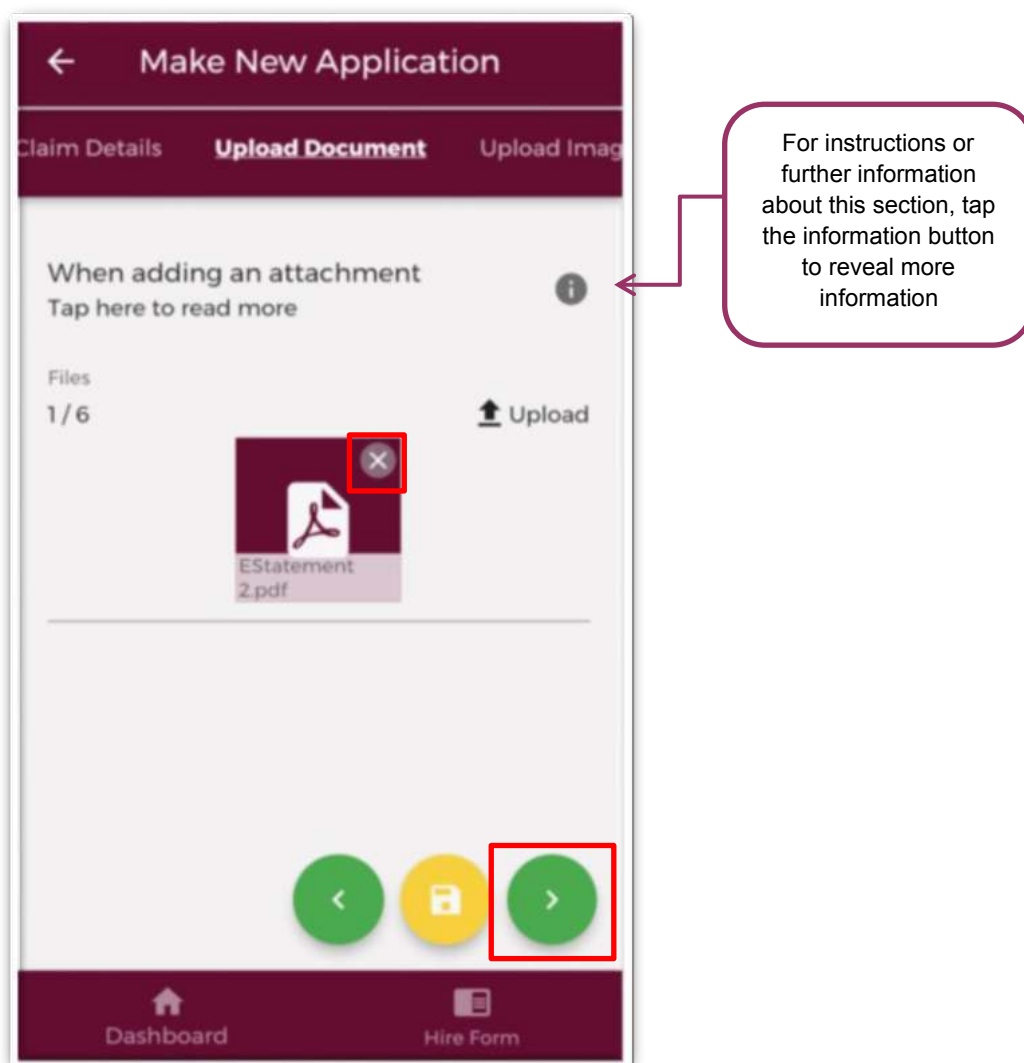 Make New Application
Claim Details Upload Document Upload Imag
When adding an attachment
Tap here to read more
Files
1 / 6
Upload
EStatement
2.pdf
Dashboard
Hire Form
For instructions or
further information
about this section, tap
the information button
to reveal more
information